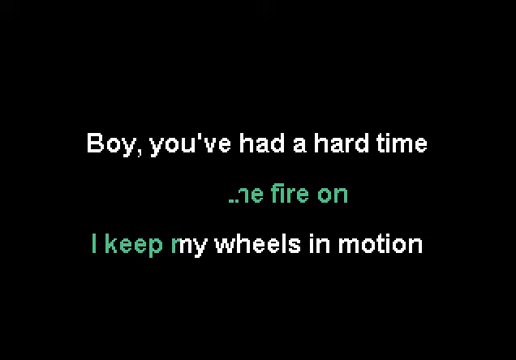 Boy, you've had a hard time
fire on
I keep my wheels in motion